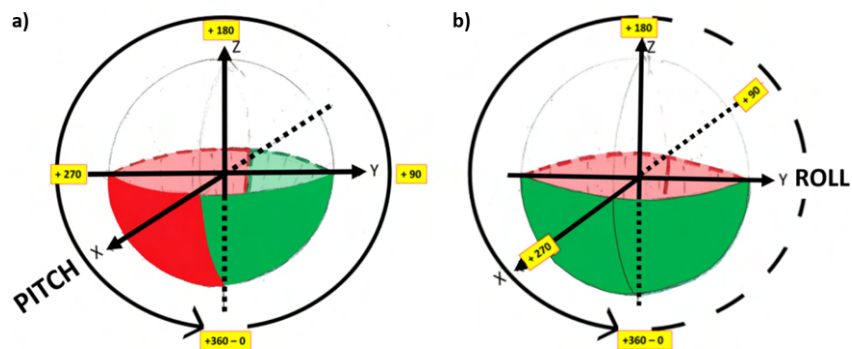 a)
+ 180
Z
+ 270
Y
+ 90
X
PITCH
+360 – 0
b)
+ 180
Z
+ 90
Y
ROLL
+ 270
X
+360 – 0